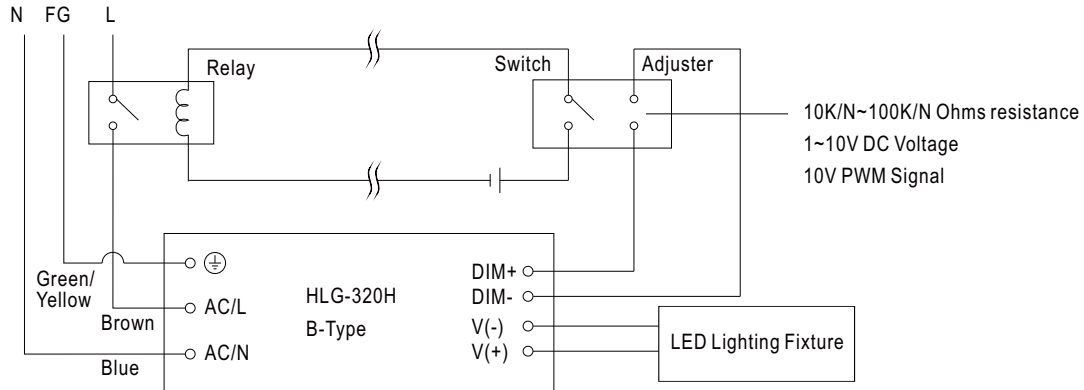 N FG L
Relay
Switch
Adjuster
10K/N~100K/N Ohms resistance
1~10V DC Voltage
10V PWM Signal
Green/
Yellow
Brown
Blue
AC/L
AC/N
HLG-320H
B-Type
DIM+
DIM-
V(-)
V(+)
LED Lighting Fixture